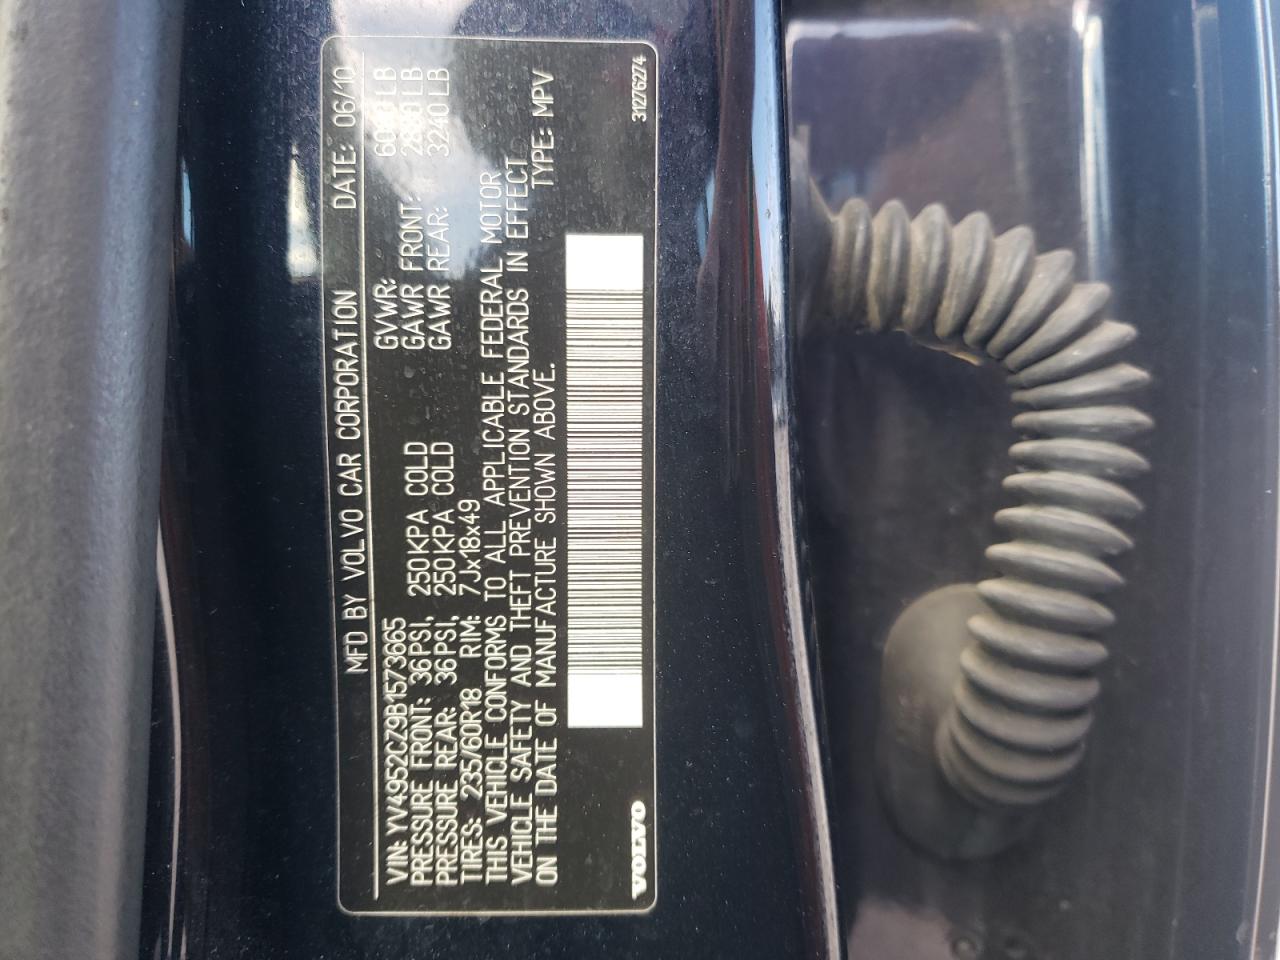 MFD BY VOLVO CAR CORPORATION DATE: 06/10
VIN: YV4952CZ9B1573665 GVWR: LB
PRESSURE FRONT: 36PSI, 250KPA COLD GAWR FRONT: LB
PRESSURE REAR: 36PSI, 250KPA COLD GAWR REAR: 3240 LB
TIRES: 235/60R18 RIM: 7Jx18x49
THIS VEHICLE CONFORMS TO ALL APPLICABLE FEDERAL MOTOR
VEHICLE SAFETY AND THEFT PREVENTION STANDARDS IN EFFECT
ON THE DATE OF MANUFACTURE SHOWN ABOVE. TYPE: MPV
VOLVO 31276274